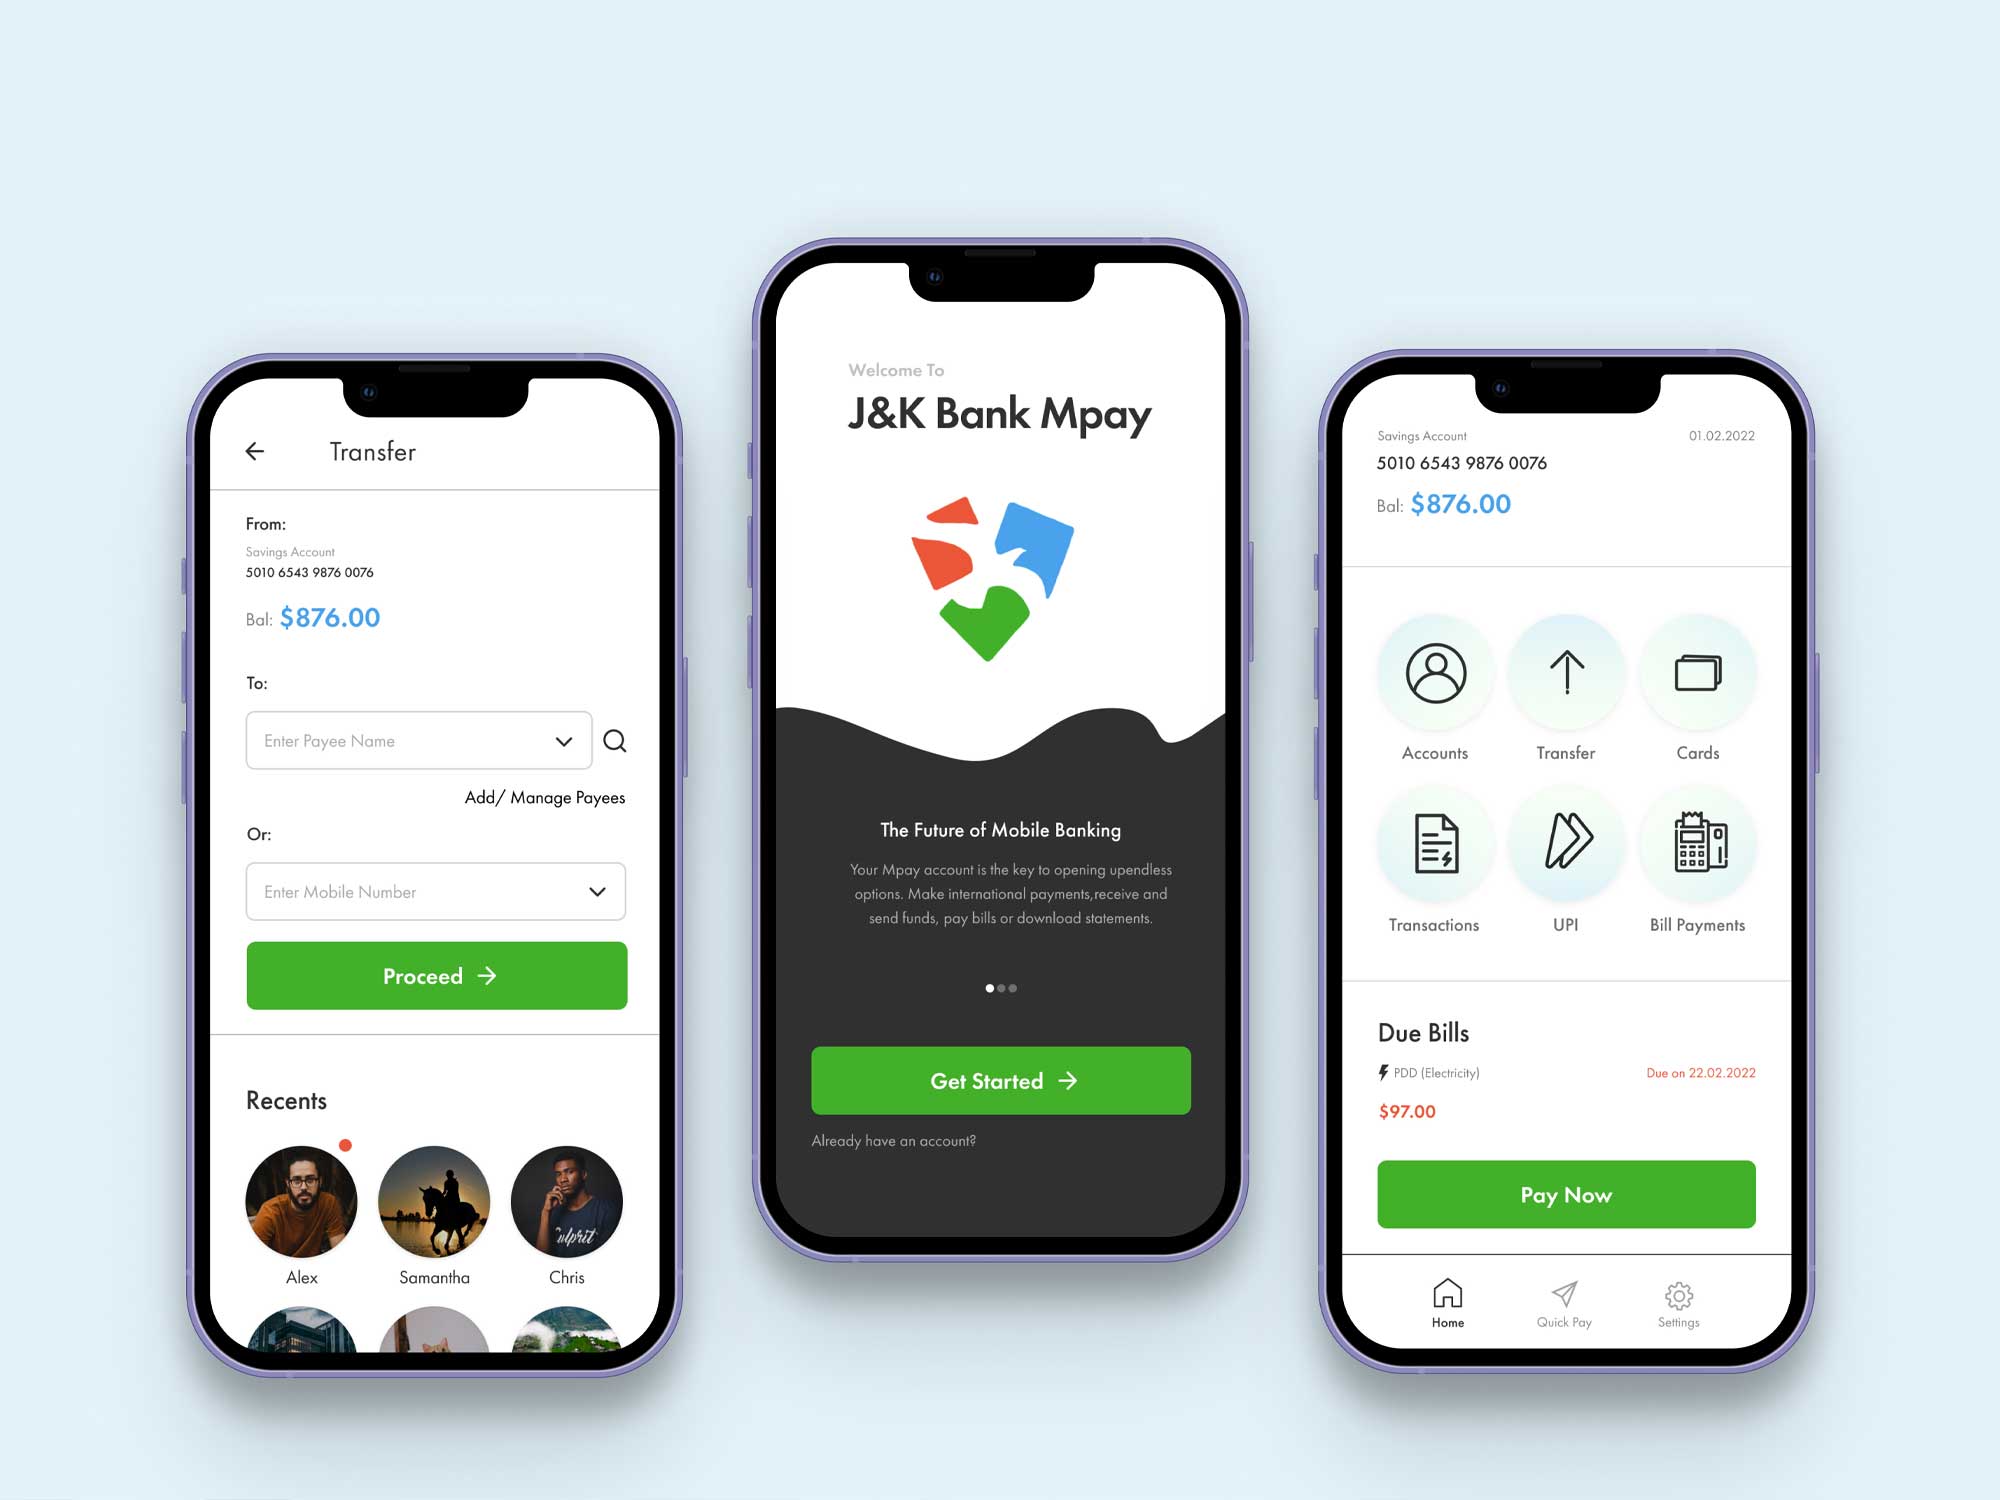 Transfer
From:
Savings Account
5010 6543 9876 0076
Bal: $876.00
To:
Enter Payee Name
Add/ Manage Payees
Or:
Enter Mobile Number
Proceed
Recents
Culprit
Alex
Samantha
Chris
Welcome To
J&K Bank Mpay
The Future of Mobile Banking
Your Mpay account is the key to opening upendless
options. Make international payments,receive and
send funds, pay bills or download statements.
Get Started
Already have an account?
Savings Account
01.02.2022
5010 6543 9876 0076
Bal: $876.00
Accounts
Transfer
Cards
Transactions
UPI
Bill Payments
Due Bills
PDD (Electricity)
Due on 22.02.2022
$97.00
Pay Now
Home
Quick Pay
Settings